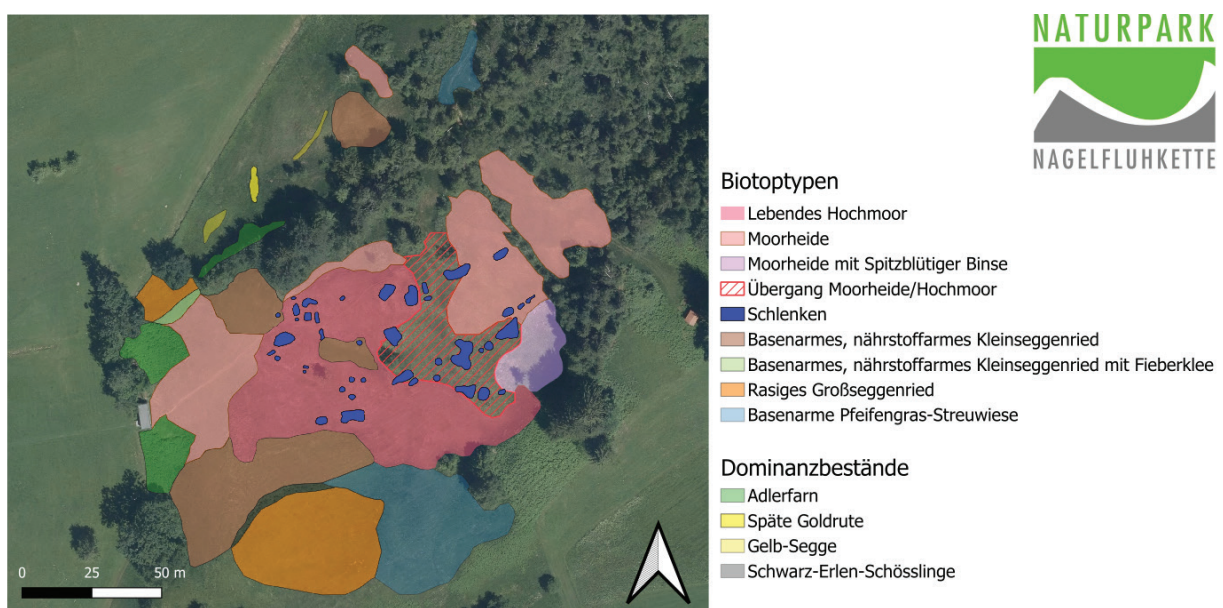 NATURPARK
NAGELFLUHKETTE
Biotoptypen
Lebendes Hochmoor
Moorheide
Moorheide mit Spitzblütiger Binse
Übergang Moorheide/Hochmoor
Schlenken
Basenarmes, nährstoffarmes Kleinseggenried
Basenarmes, nährstoffarmes Kleinseggenried mit Fieberklee
Rasiges Großseggenried
Basenarme Pfeifengras-Streuwiese
Dominanzbestände
Adlerfarn
Späte Goldrute
Gelb-Segge
Schwarz-Erlen-Schösslinge
0 25 50 m